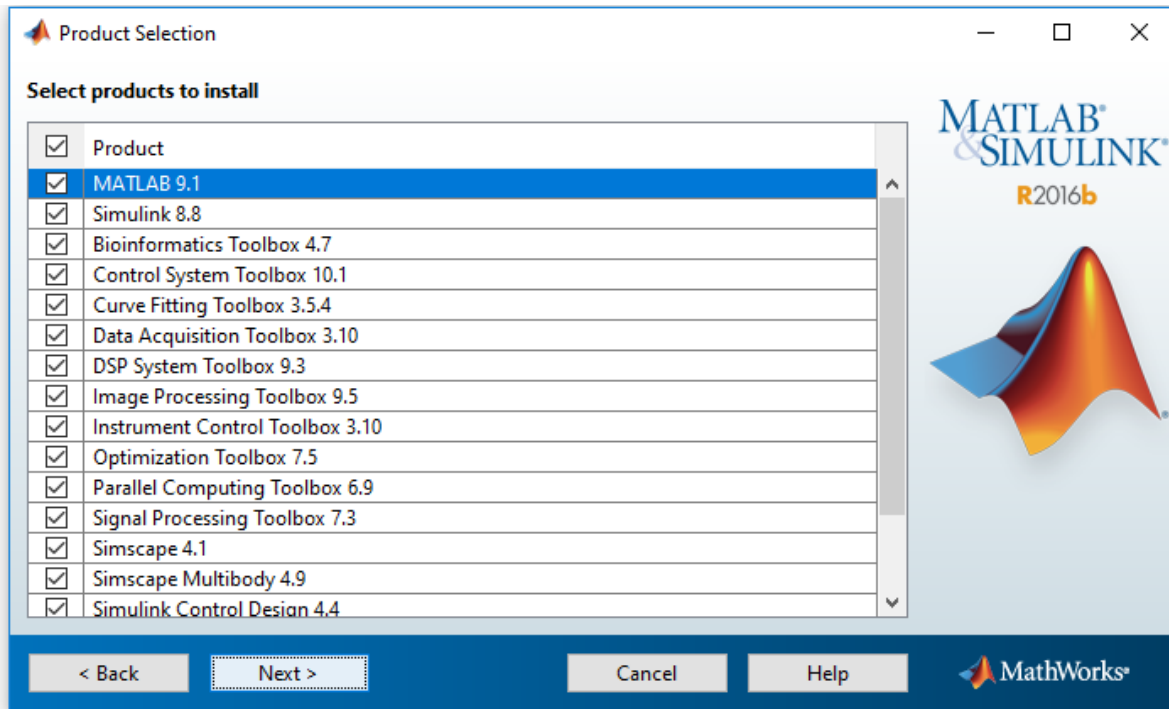 Product Selection
Select products to install
Product
MATLAB 9.1
Simulink 8.8
Bioinformatics Toolbox 4.7
Control System Toolbox 10.1
Curve Fitting Toolbox 3.5.4
Data Acquisition Toolbox 3.10
DSP System Toolbox 9.3
Image Processing Toolbox 9.5
Instrument Control Toolbox 3.10
Optimization Toolbox 7.5
Parallel Computing Toolbox 6.9
Signal Processing Toolbox 7.3
Simscape 4.1
Simscape Multibody 4.9
Simulink Control Design 4.4
MATLAB®
&SIMULINK®
R2016b
®
< Back
Next >
Cancel
Help
MathWorks®